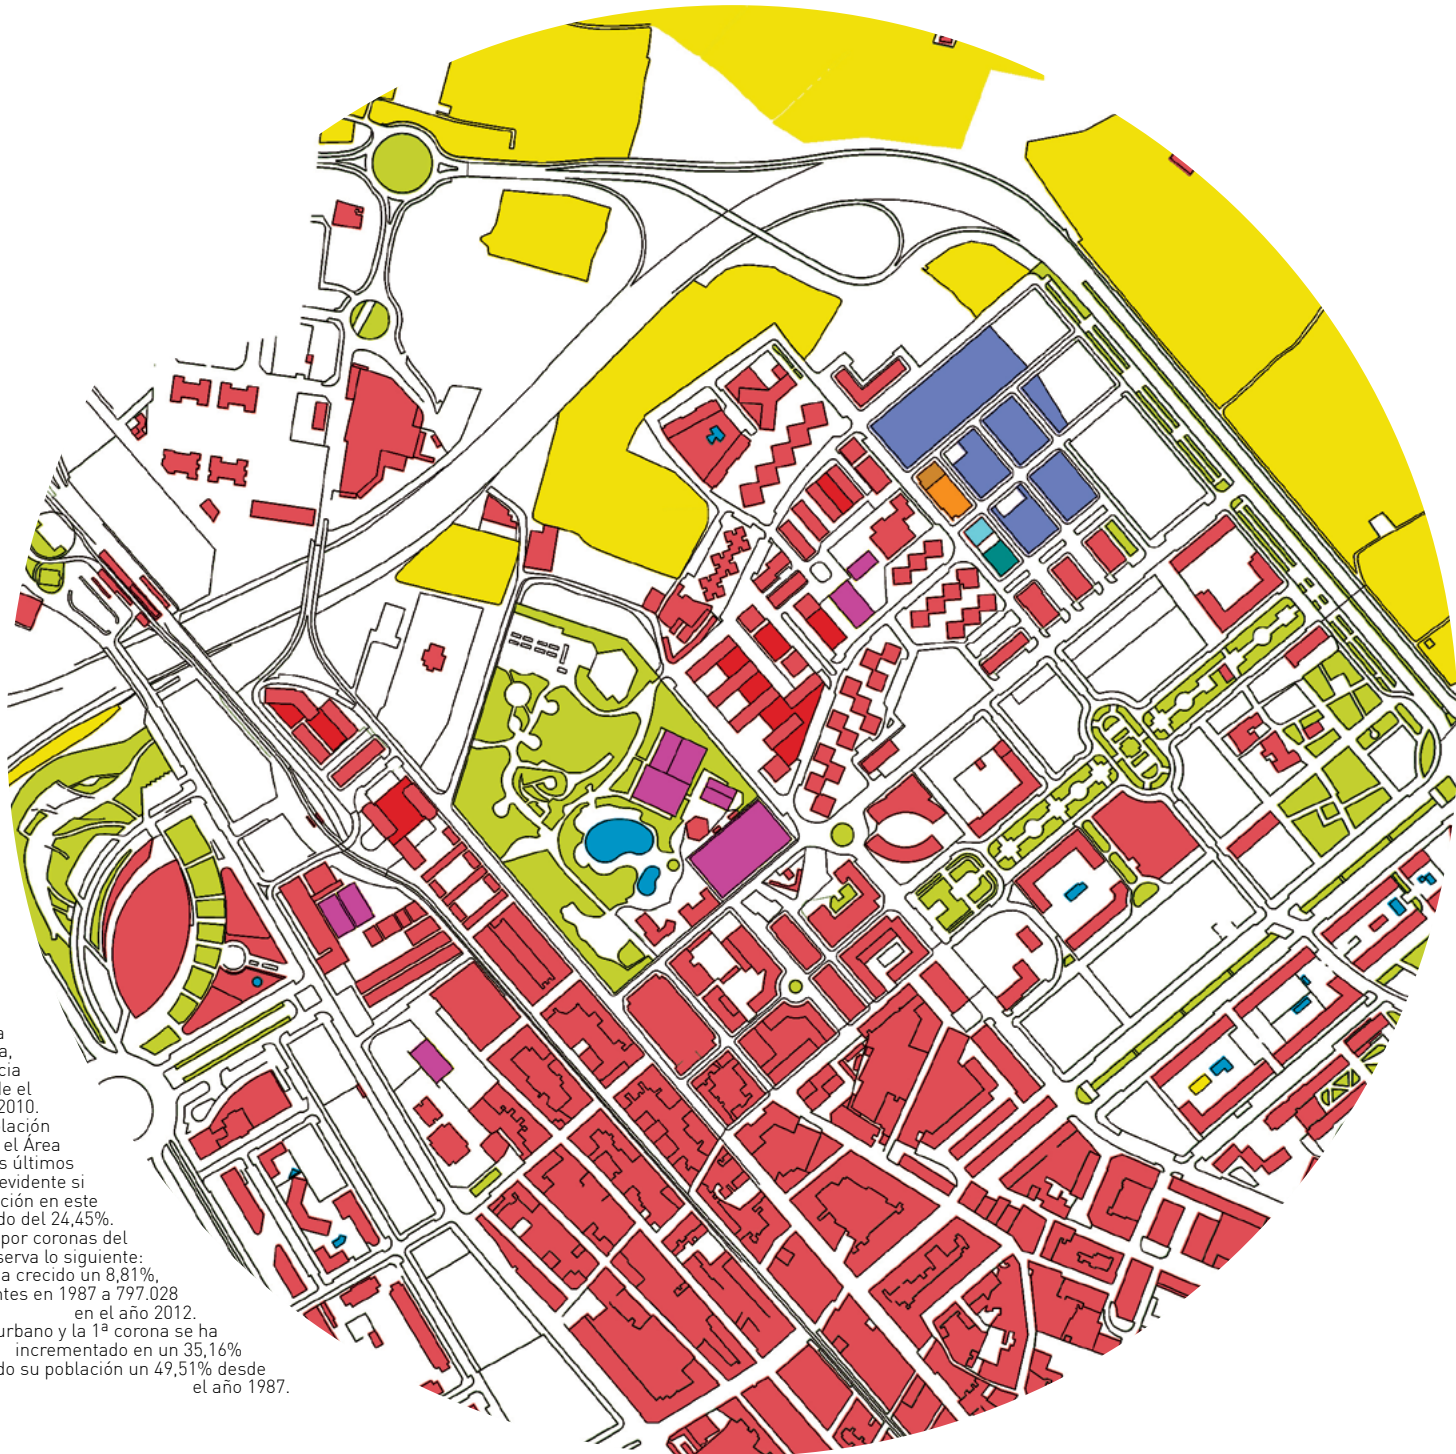 a
a,
cia
de el
2010.
lación
el Área
s últimos
evidente si
ción en este
do del 24,45%.
por coronas del
serva lo siguiente:
a crecido un 8,81%,
ntes en 1987 a 797.028
en el año 2012.
urbano y la 1ª corona se ha
incrementado en un 35,16%
do su población un 49,51% desde
el año 1987.